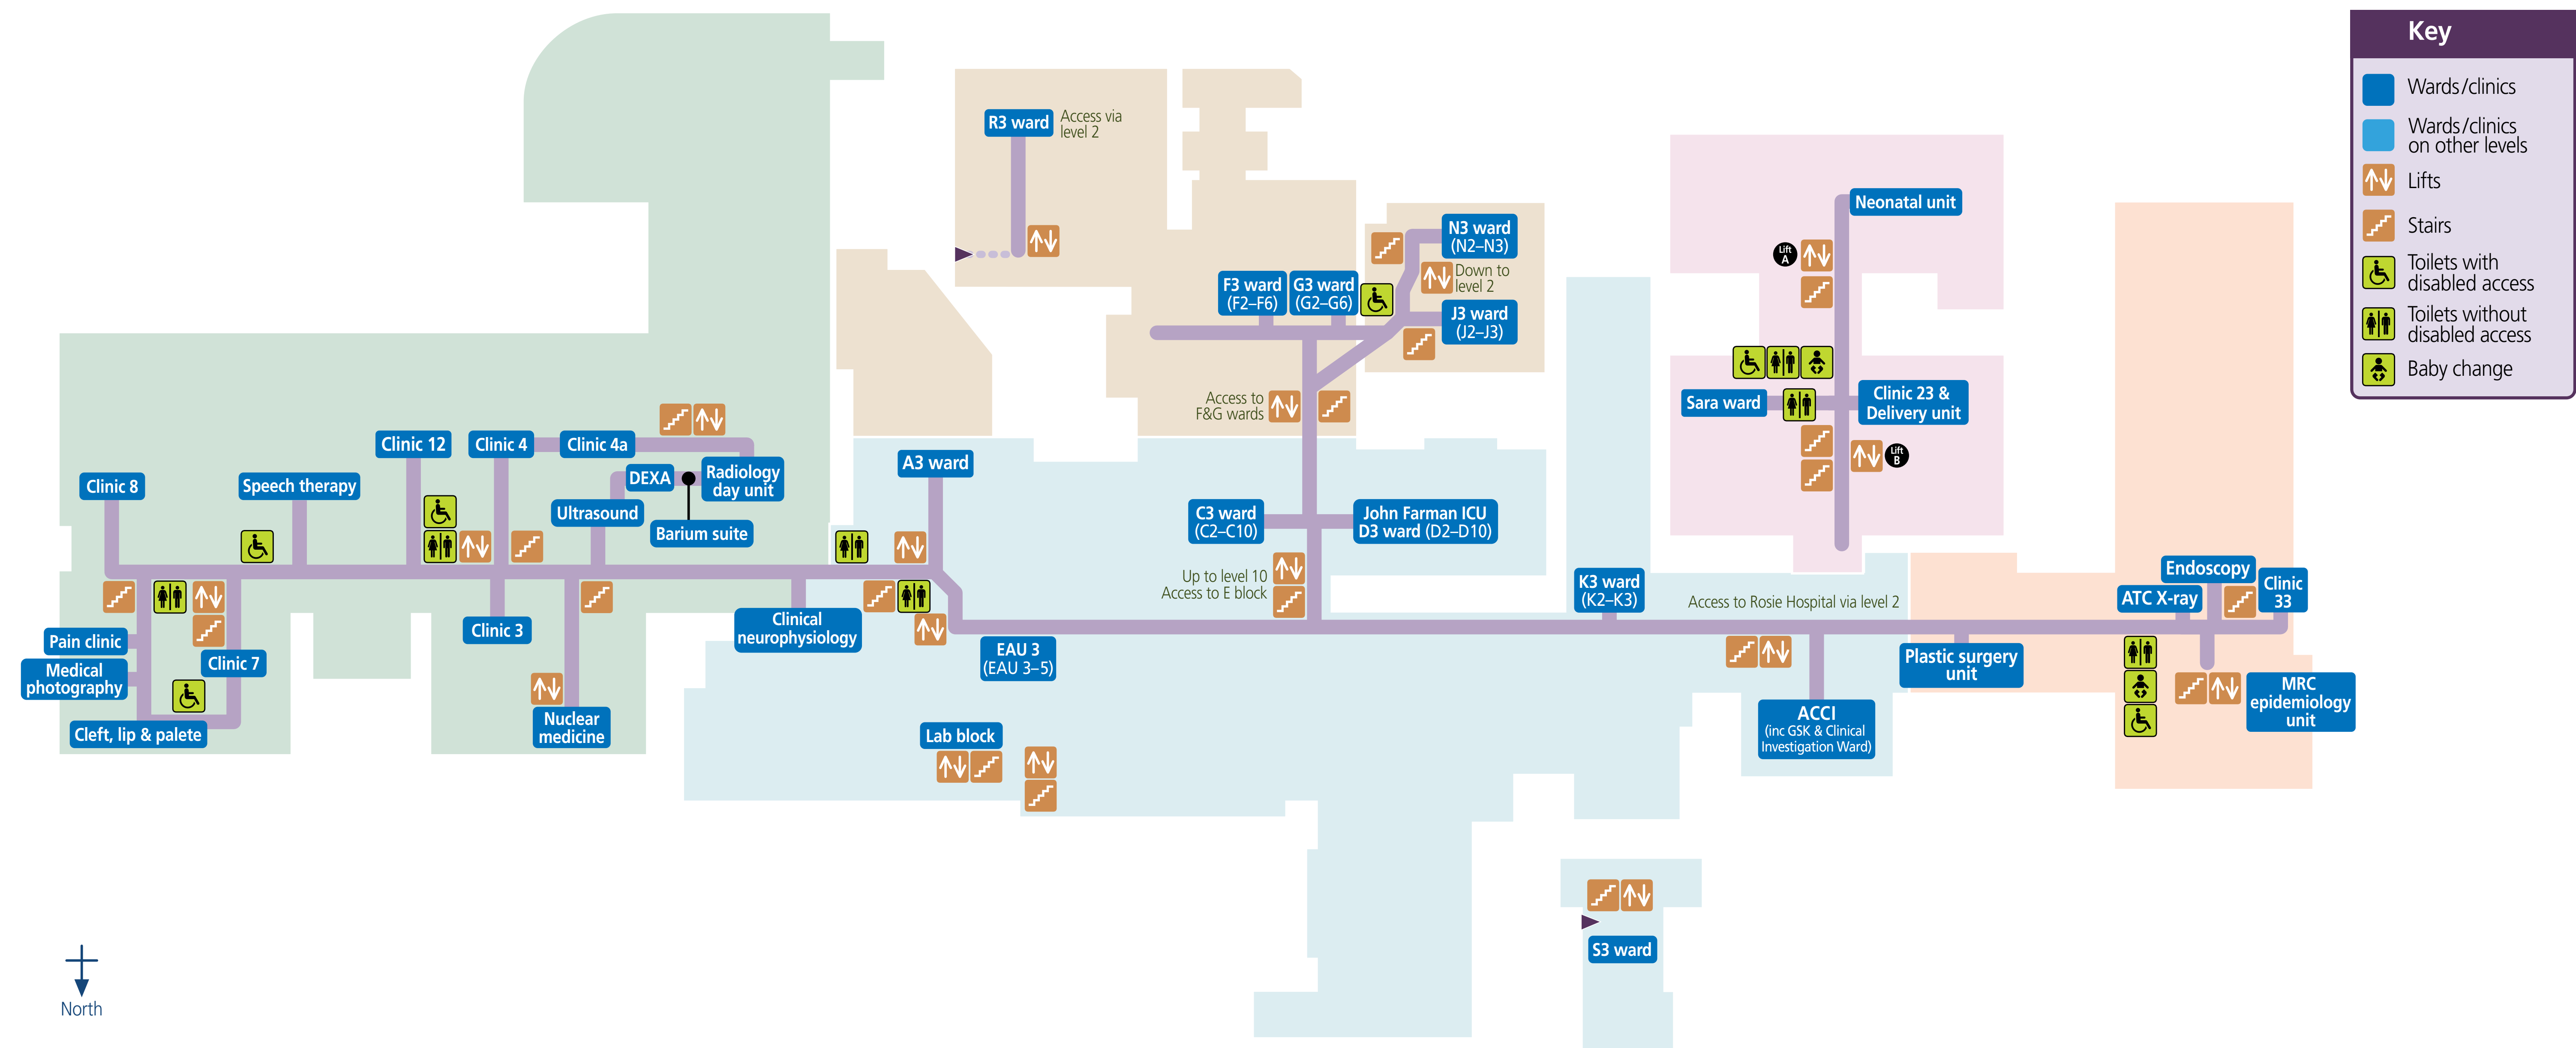 Key
Wards/clinics
Wards/clinics
on other levels
Lifts
Stairs
Toilets with
disabled access
Toilets without
disabled access
Baby change
R3 ward
Access via
level 2
N3 ward
(N2–N3)
Down to
level 2
F3 ward
(F2–F6)
G3 ward
(G2–G6)
J3 ward
(J2–J3)
Access to
F&G wards
Neonatal unit
Lift
A
Sara ward
Clinic 23 &
Delivery unit
Lift
B
Clinic 12
Clinic 4
Clinic 4a
Clinic 8
Speech therapy
DEXA
Radiology
day unit
Ultrasound
Barium suite
A3 ward
C3 ward
(C2–C10)
John Farman ICU
D3 ward (D2–D10)
Up to level 10
Access to E block
K3 ward
(K2–K3)
Access to Rosie Hospital via level 2
Endoscopy
ATC X-ray
Clinic
33
Pain clinic
Medical
photography
Clinic 7
Cleft, lip & palete
Clinic 3
Nuclear
medicine
Clinical
neurophysiology
EAU 3
(EAU 3–5)
Lab block
Plastic surgery
unit
ACCI
(inc GSK & Clinical
Investigation Ward)
MRC
epidemiology
unit
S3 ward
North